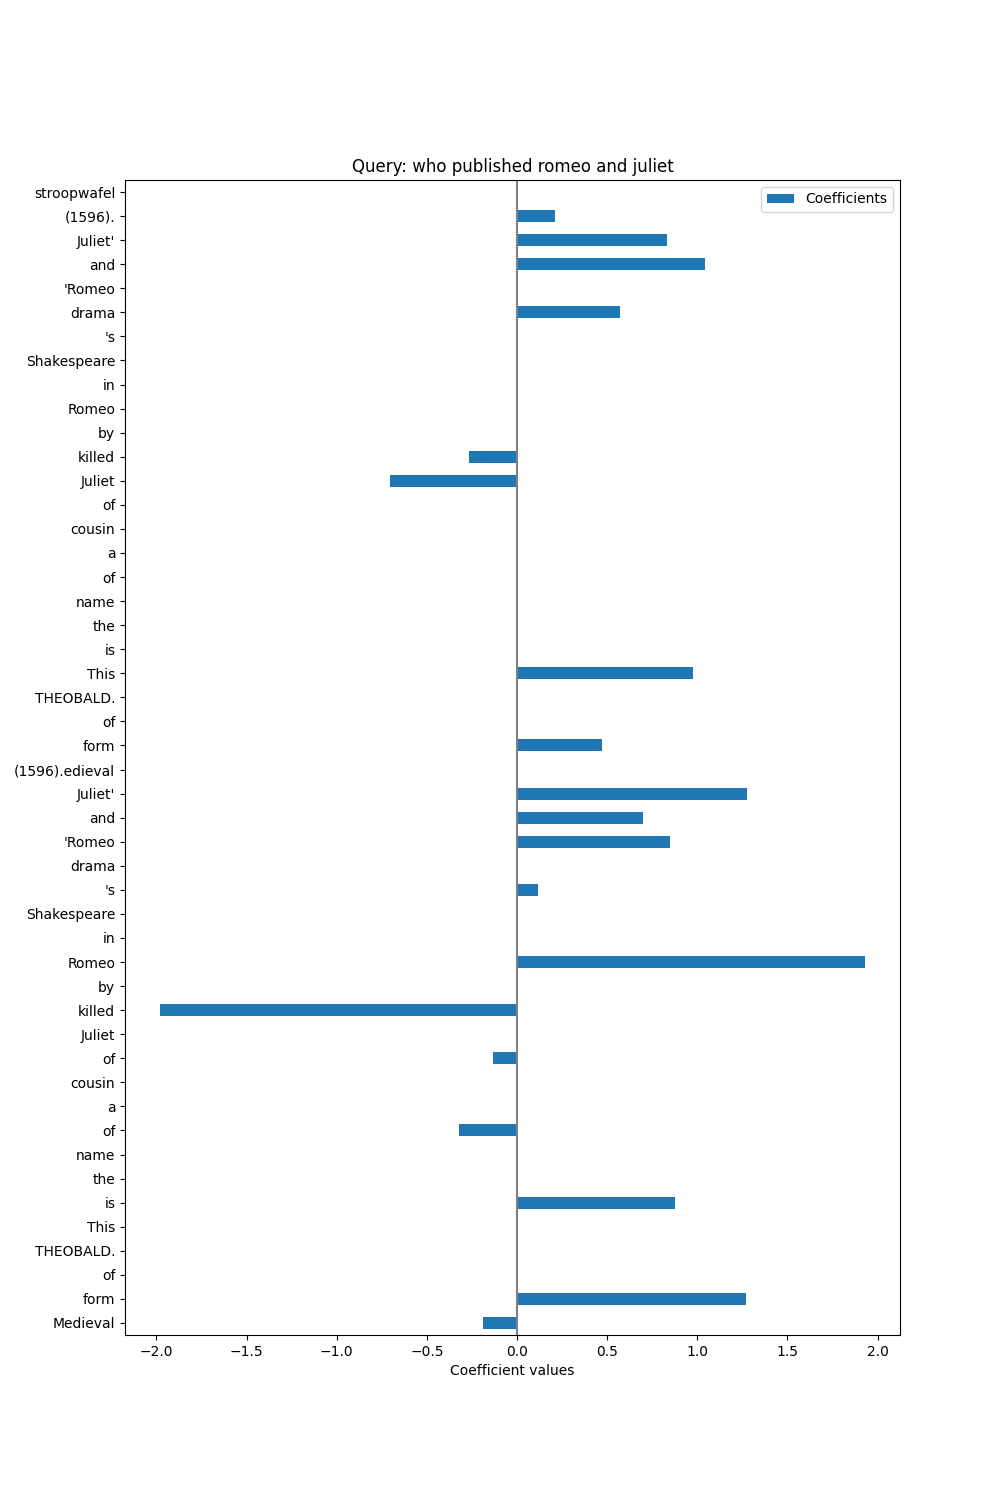 Query: who published romeo and juliet
Coefficients
stroopwafel
(1596).
Juliet'
and
'Romeo
drama
's
Shakespeare
in
Romeo
by
killed
Juliet
of
cousin
a
of
name
the
is
This
THEOBALD.
of
form
(1596).edieval
Juliet'
and
'Romeo
drama
's
Shakespeare
in
Romeo
by
killed
Juliet
of
cousin
a
of
name
the
is
This
THEOBALD.
of
form
Medieval
−2.0 −1.5 −1.0 −0.5 0.0 0.5 1.0 1.5 2.0
Coefficient values